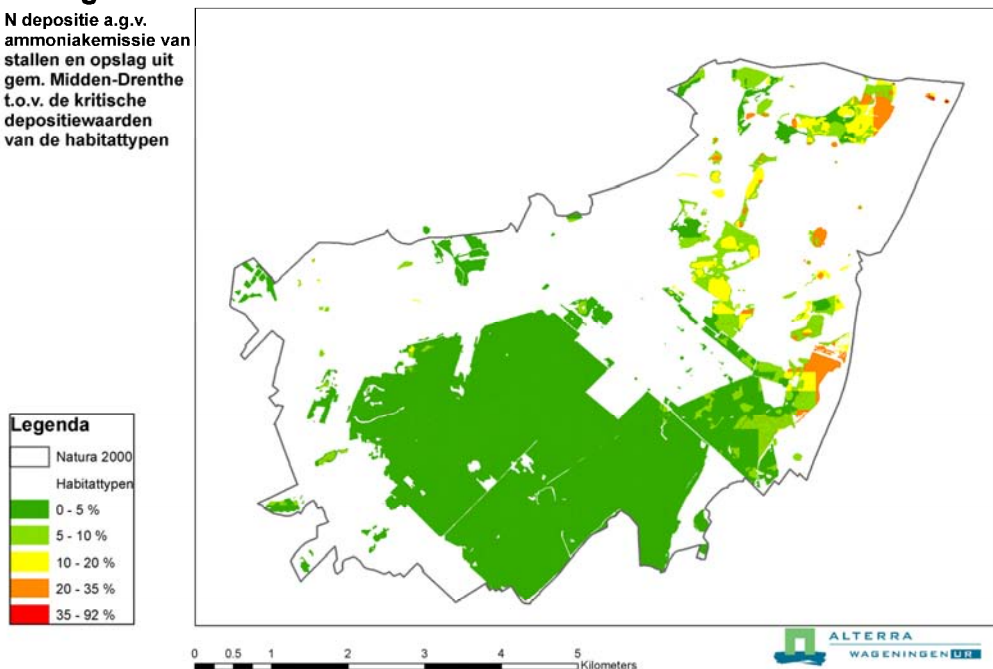 N depositie a.g.v.
ammoniakemissie van
stallen en opslag uit
gem. Midden-Drenthe
t.o.v. de kritische
depositiewaarden
van de habitattypen
Legenda
Natura 2000
Habitattypen
0 - 5 %
5 - 10 %
10 - 20 %
20 - 35 %
35 - 92 %
0 0.5 1 2 3 4 5
Kilometers
ALTERRA
WAGENINGEN UR